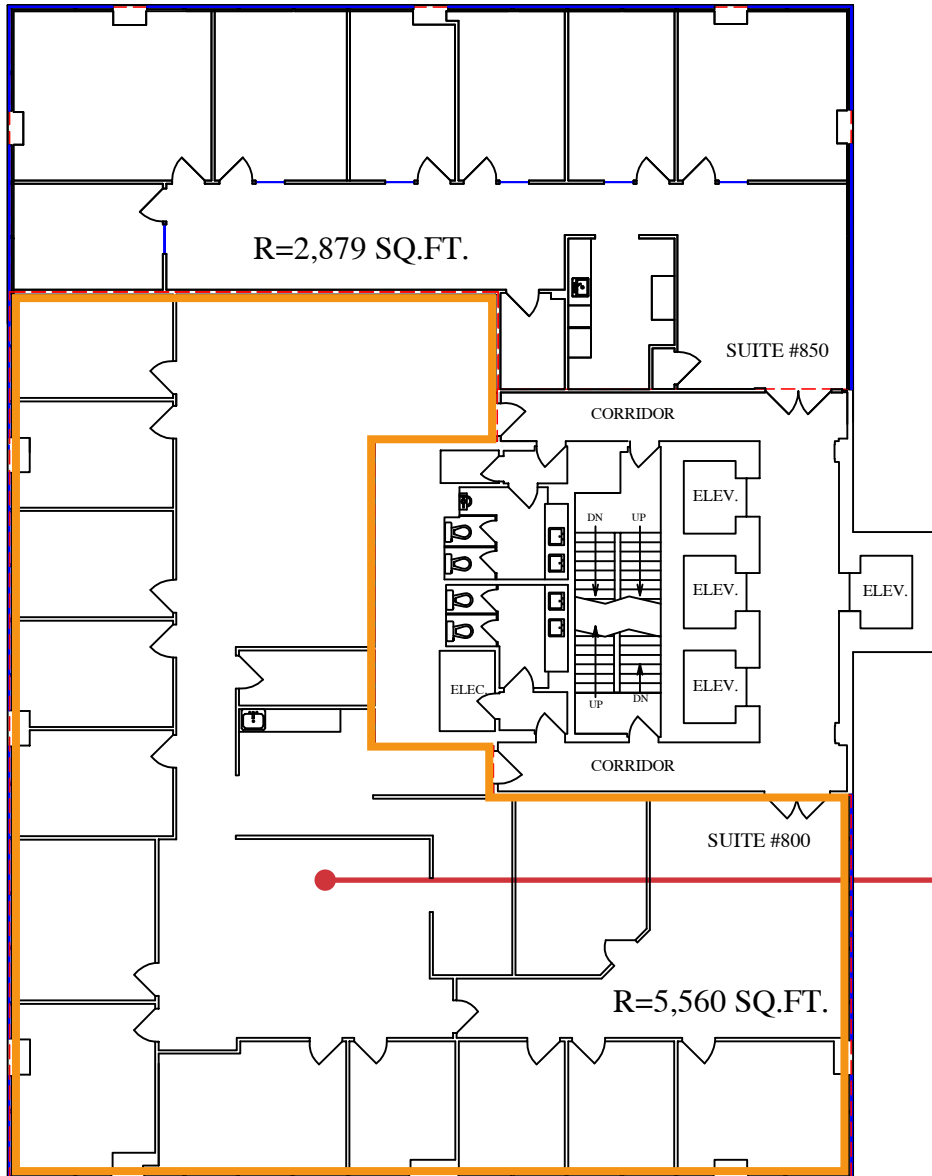 R=2,879 SQ.FT.
SUITE #850
CORRIDOR
ELEV.
DN
UP
ELEV.
ELEV.
ELEC.
ELEV.
UP
DN
CORRIDOR
SUITE #800
R=5,560 SQ.FT.